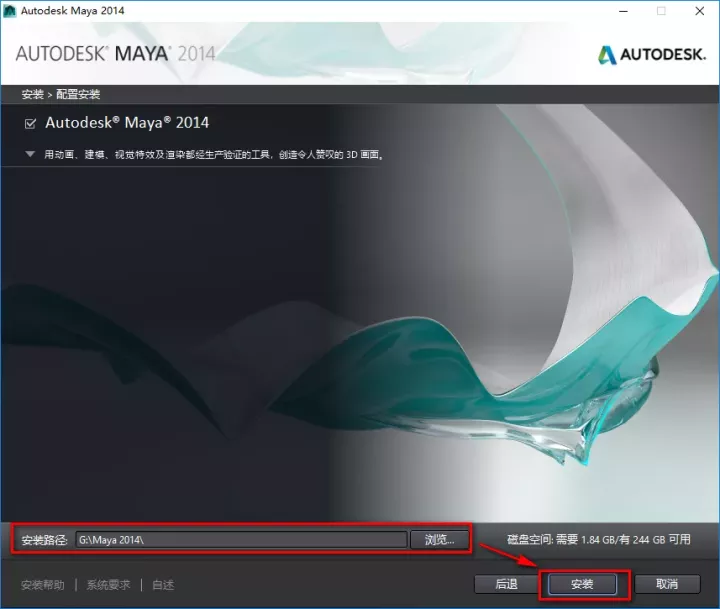 Autodesk Maya 2014
AUTODESK® MAYA® 2014
AUTODESK.
安装 > 配置安装
Autodesk® Maya® 2014
用动画、建模、视觉特效及渲染都经生产验证的工具，创造令人赞叹的 3D 画面。
安装路径: G:\Maya 2014\ 浏览... 磁盘空间: 需要 1.84 GB/有 244 GB 可用
安装帮助 | 系统要求 | 自述 后退 安装 取消